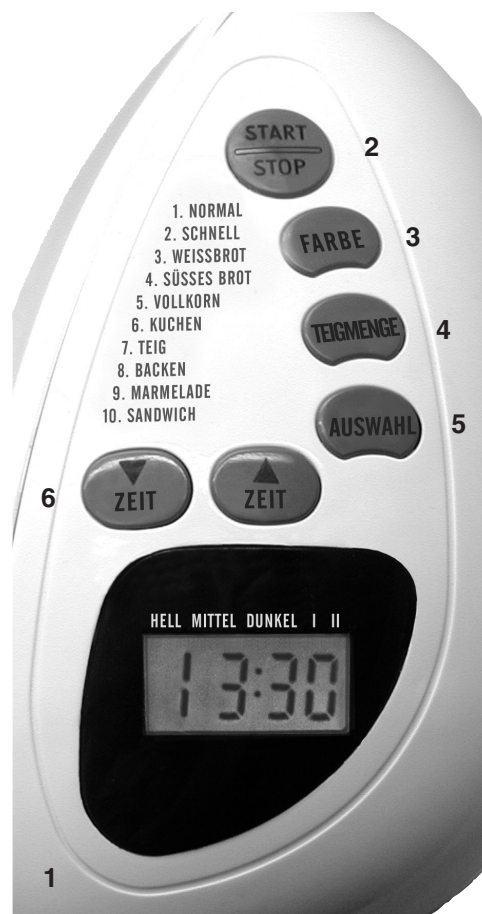 START
STOP
2
1. NORMAL
2. SCHNELL
3. WEISSBROT
4. SÜSSES BROT
5. VOLLKORN
6. KUCHEN
7. TEIG
8. BACKEN
9. MARMELADE
10. SANDWICH
FARBE
3
TEIGMENGE
4
AUSWAHL
5
6
ZEIT
ZEIT
HELL MITTEL DUNKEL I II
1 3:30
1